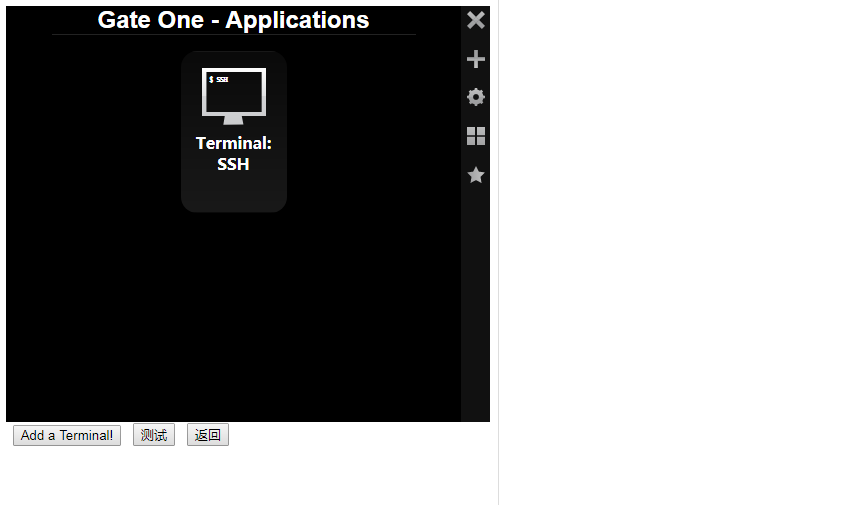 Gate One - Applications
$ SSH
Terminal:
SSH
Add a Terminal! 测试 返回